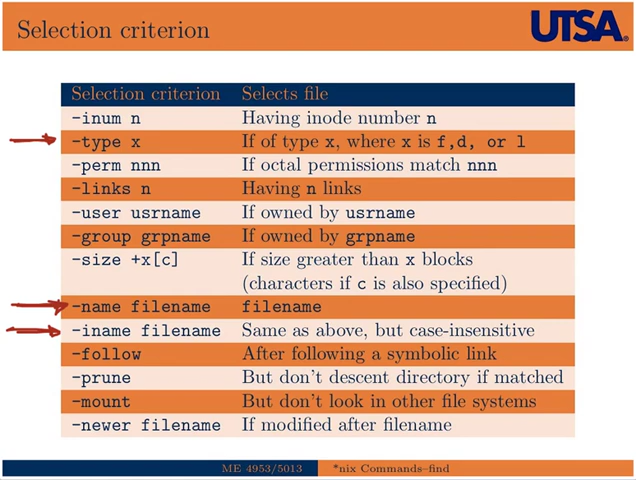 Selection criterion
UTSA®
Selection criterion Selects file
-inum n Having inode number n
-type x If of type x, where x is f,d, or l
-perm nnn If octal permissions match nnn
-links n Having n links
-user usrname If owned by usrname
-group grpname If owned by grpname
-size +x[c] If size greater than x blocks
(characters if c is also specified)
-name filename filename
-iname filename Same as above, but case-insensitive
-follow After following a symbolic link
-prune But don't descent directory if matched
-mount But don't look in other file systems
-newer filename If modified after filename
ME 4953/5013 *nix Commands–find